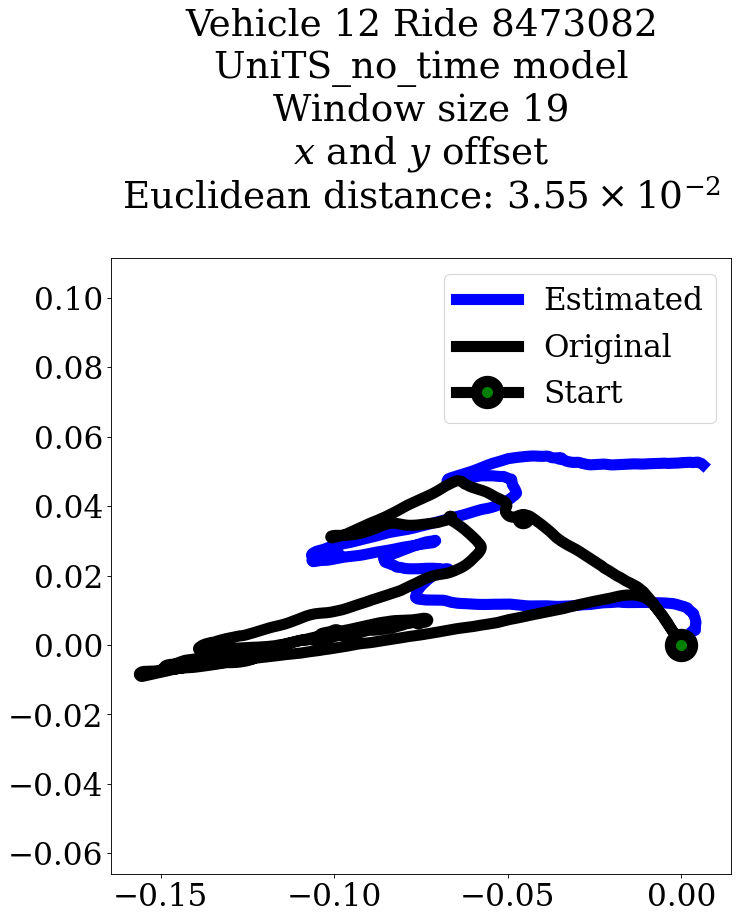 Vehicle 12 Ride 8473082
UniTS_no_time model
Window size 19
x and y offset
Euclidean distance: 3.55 × 10⁻²
Estimated
Original
Start
0.10
0.08
0.06
0.04
0.02
0.00
−0.02
−0.04
−0.06
−0.15 −0.10 −0.05 0.00